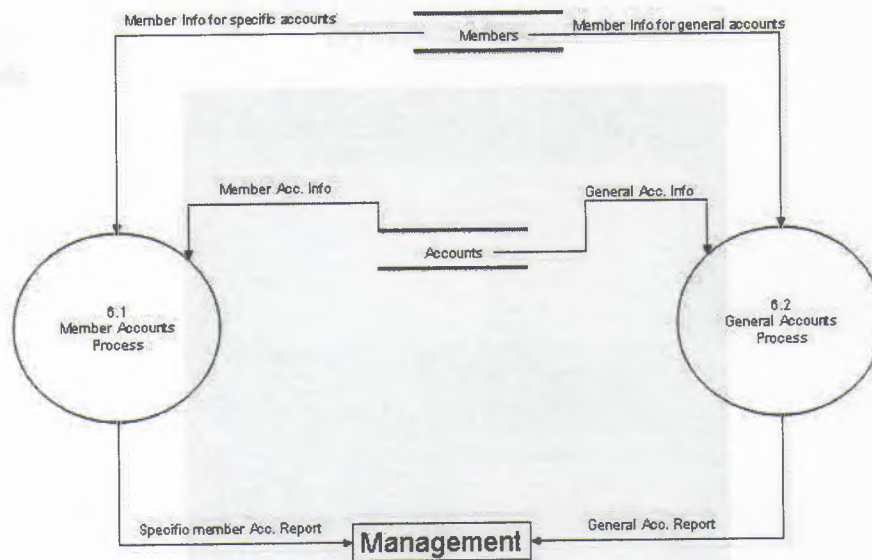 Member Info for specific accounts
Members
Member Info for general accounts
Member Acc. Info
General Acc. Info
Accounts
6.1
Member Accounts
Process
6.2
General Accounts
Process
Specific member Acc. Report
Management
General Acc. Report